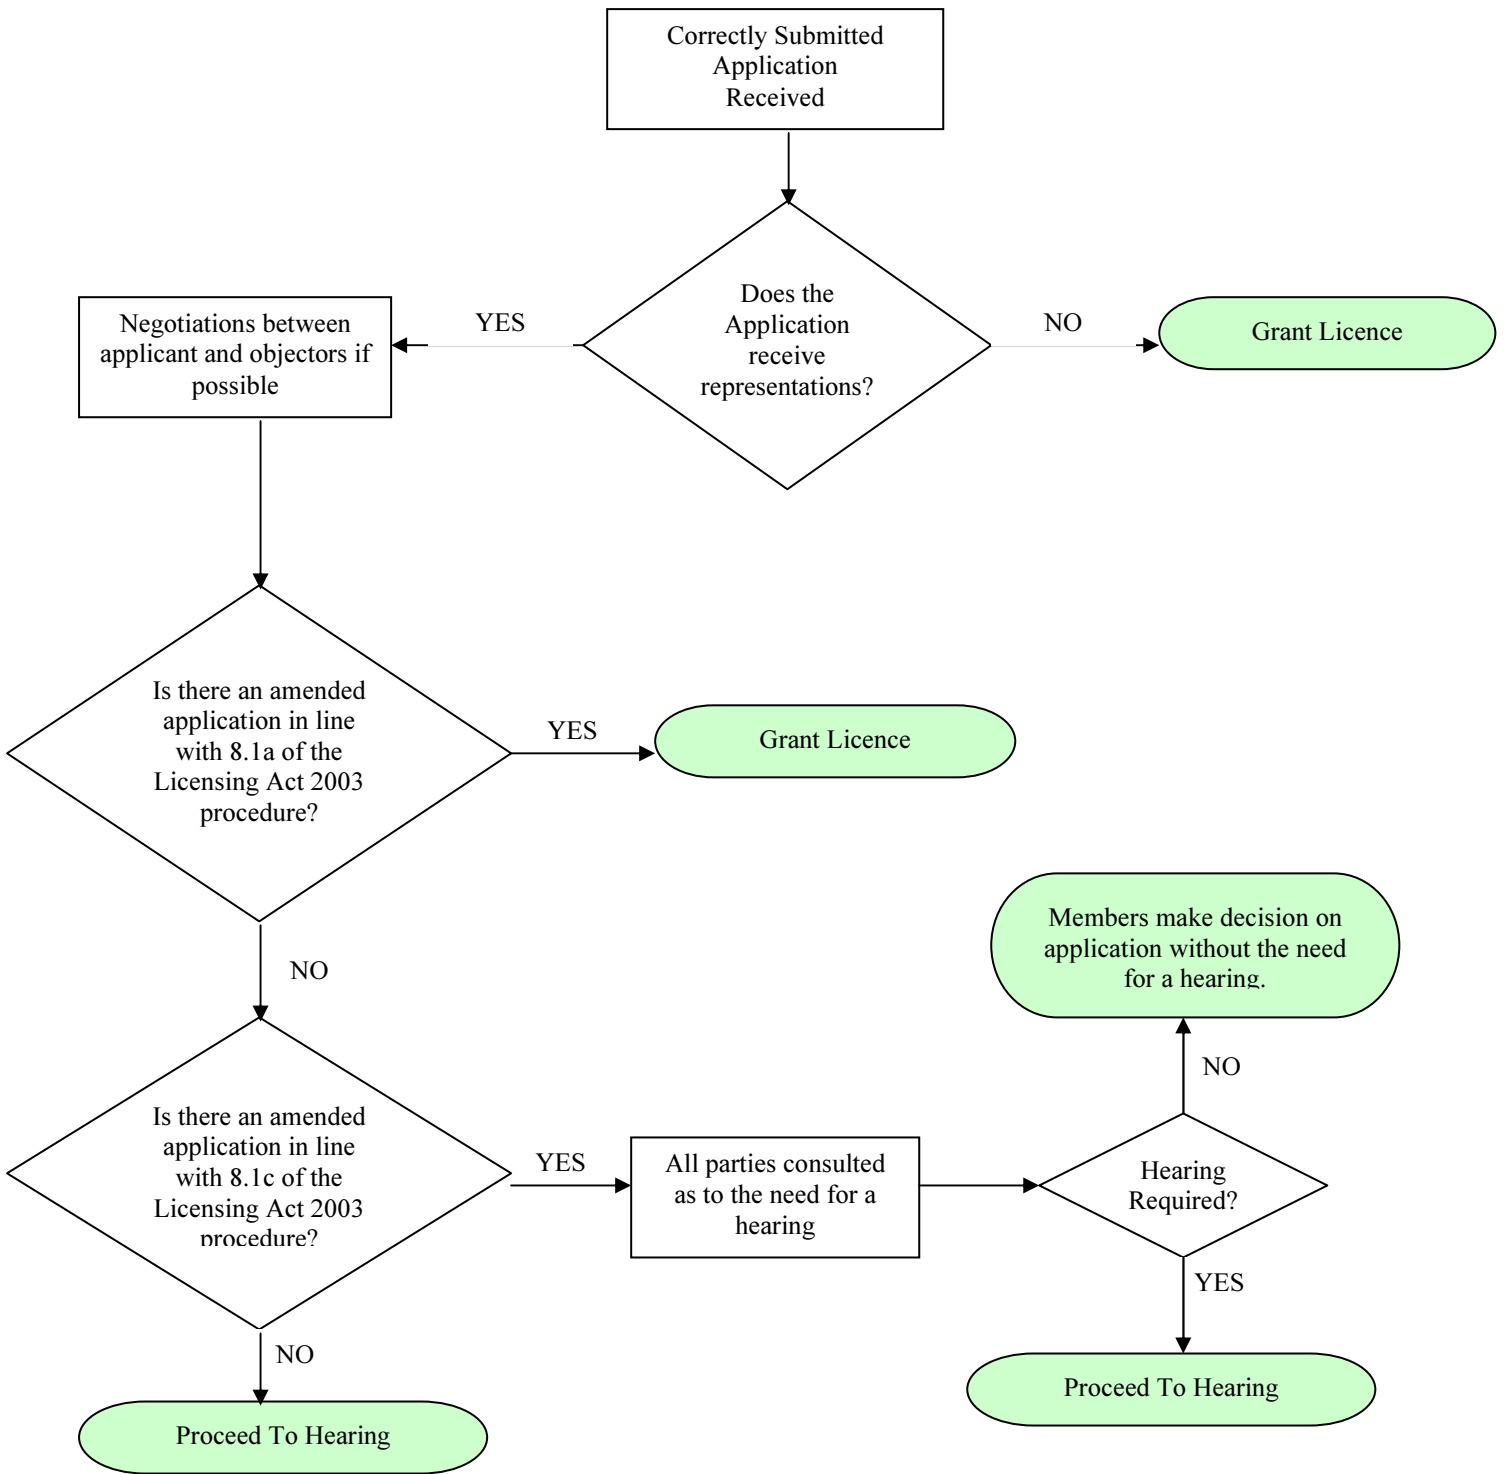 Correctly Submitted
Application
Received
Does the
Application
receive
representations?
YES
NO
Negotiations between
applicant and objectors if
possible
Grant Licence
Is there an amended
application in line
with 8.1a of the
Licensing Act 2003
procedure?
YES
Grant Licence
NO
Members make decision on
application without the need
for a hearing.
NO
Is there an amended
application in line
with 8.1c of the
Licensing Act 2003
procedure?
YES
All parties consulted
as to the need for a
hearing
Hearing
Required?
YES
NO
Proceed To Hearing
Proceed To Hearing